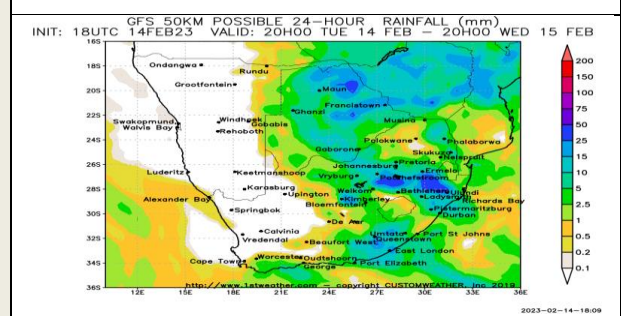 GFS 50KM POSSIBLE 24-HOUR RAINFALL (mm)
INIT: 18UTC 14FEB23 VALID: 20H00 TUE 14 FEB - 20H00 WED 15 FEB
16S
18S
20S
22S
24S
26S
28S
30S
32S
34S
36S
Ondangwa
Rundu
Grootfontein
Maun
Francistown
Ghanzi
Swakopmund
Windhoek
Gobabis
Musina
Walvis Bay
Rehoboth
Polokwane
Phalaborwa
Gaborone
Skukuza
Nelspruit
Pretoria
Johannesburg
Luderitz
Keetmanshoop
Vryburg
Ermelo
Potchefstroom
Karasburg
Upington
Welkom
Bethlehem
Ulundi
Alexander Bay
Kimberley
Ladysmith
Richards Bay
Bloemfontein
Springbok
Pietermaritzburg
De Aar
Durban
Calvinia
Umtata
Port St Johns
Vredendal
Beaufort West
Queenstown
East London
Cape Town
Worcester
Oudtshoorn
George
Port Elizabeth
http://www.1stweather.com - copyright CUSTOMWEATHER, Inc 2019
12E 15E 18E 21E 24E 27E 30E 33E 36E
200
150
100
75
50
25
15
10
5
2.5
1
0.5
0.2
0.1
2023-02-14-18:09